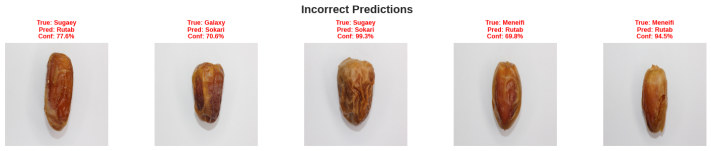 Incorrect Predictions
True: Sugaey
Pred: Rutab
Conf: 77.6%
True: Galaxy
Pred: Sokari
Conf: 70.6%
True: Sugaey
Pred: Sokari
Conf: 99.3%
True: Meneifi
Pred: Rutab
Conf: 69.8%
True: Meneifi
Pred: Rutab
Conf: 94.5%